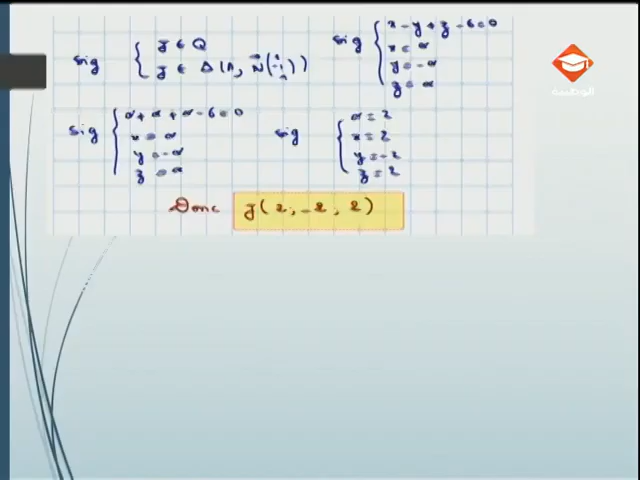 sig { J ∈ Q
J ∈ Δ(A, N⃗(1 -1 1))
sig { x - y + z - 6 = 0
x = α
y = -α
z = α
sig { α + α + α - 6 = 0
x = α
y = -α
z = α
sig { α = 2
x = 2
y = -2
z = 2
Donc J(2, -2, 2)
الوطنية